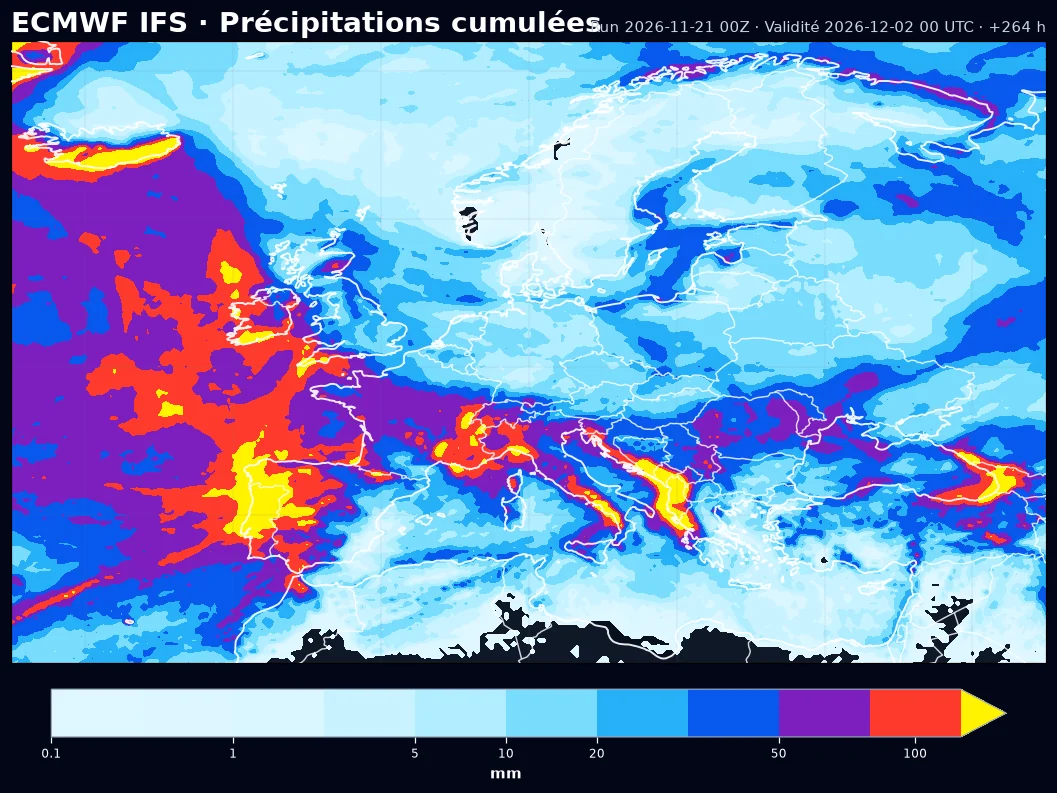 ECMWF IFS · Précipitations cumulées
Run 2026-11-21 00Z · Validité 2026-12-02 00 UTC · +264 h
0.1 1 5 10 20 50 100
mm